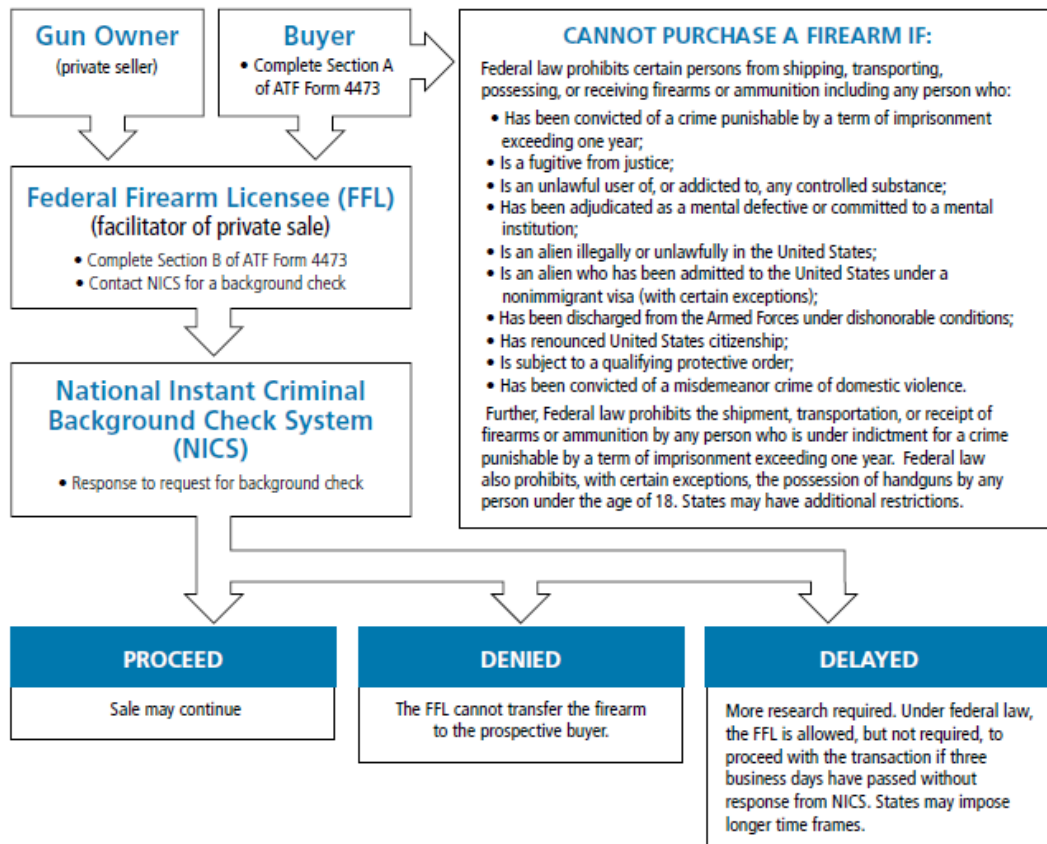 Gun Owner
(private seller)
Buyer
• Complete Section A
of ATF Form 4473
CANNOT PURCHASE A FIREARM IF:
Federal law prohibits certain persons from shipping, transporting,
possessing, or receiving firearms or ammunition including any person who:
• Has been convicted of a crime punishable by a term of imprisonment
exceeding one year;
• Is a fugitive from justice;
• Is an unlawful user of, or addicted to, any controlled substance;
• Has been adjudicated as a mental defective or committed to a mental
institution;
• Is an alien illegally or unlawfully in the United States;
• Is an alien who has been admitted to the United States under a
nonimmigrant visa (with certain exceptions);
• Has been discharged from the Armed Forces under dishonorable conditions;
• Has renounced United States citizenship;
• Is subject to a qualifying protective order;
• Has been convicted of a misdemeanor crime of domestic violence.
Further, Federal law prohibits the shipment, transportation, or receipt of
firearms or ammunition by any person who is under indictment for a crime
punishable by a term of imprisonment exceeding one year. Federal law
also prohibits, with certain exceptions, the possession of handguns by any
person under the age of 18. States may have additional restrictions.
Federal Firearm Licensee (FFL)
(facilitator of private sale)
• Complete Section B of ATF Form 4473
• Contact NICS for a background check
National Instant Criminal
Background Check System
(NICS)
• Response to request for background check
PROCEED
Sale may continue
DENIED
The FFL cannot transfer the firearm
to the prospective buyer.
DELAYED
More research required. Under federal law,
the FFL is allowed, but not required, to
proceed with the transaction if three
business days have passed without
response from NICS. States may impose
longer time frames.